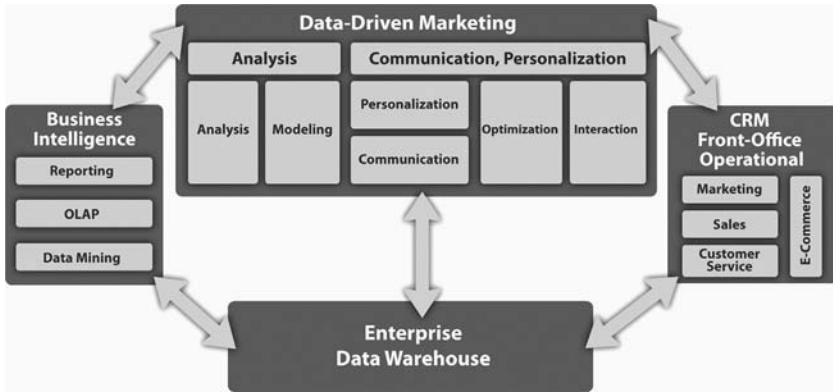 Data-Driven Marketing
Analysis
Communication, Personalization
Analysis
Modeling
Personalization
Communication
Optimization
Interaction
Business
Intelligence
Reporting
OLAP
Data Mining
CRM
Front-Office
Operational
Marketing
Sales
Customer
Service
E-Commerce
Enterprise
Data Warehouse